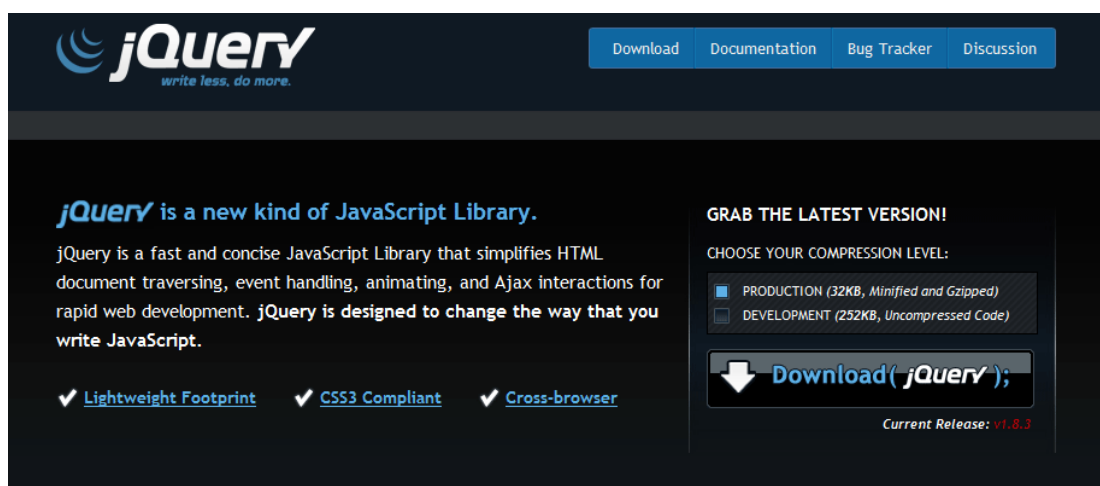 jQuery
write less, do more.
Download Documentation Bug Tracker Discussion
jQuery is a new kind of JavaScript Library.
jQuery is a fast and concise JavaScript Library that simplifies HTML
document traversing, event handling, animating, and Ajax interactions for
rapid web development. jQuery is designed to change the way that you
write JavaScript.
Lightweight Footprint CSS3 Compliant Cross-browser
GRAB THE LATEST VERSION!
CHOOSE YOUR COMPRESSION LEVEL:
PRODUCTION (32KB, Minified and Gzipped)
DEVELOPMENT (252KB, Uncompressed Code)
Download( jQuery );
Current Release: v1.8.3